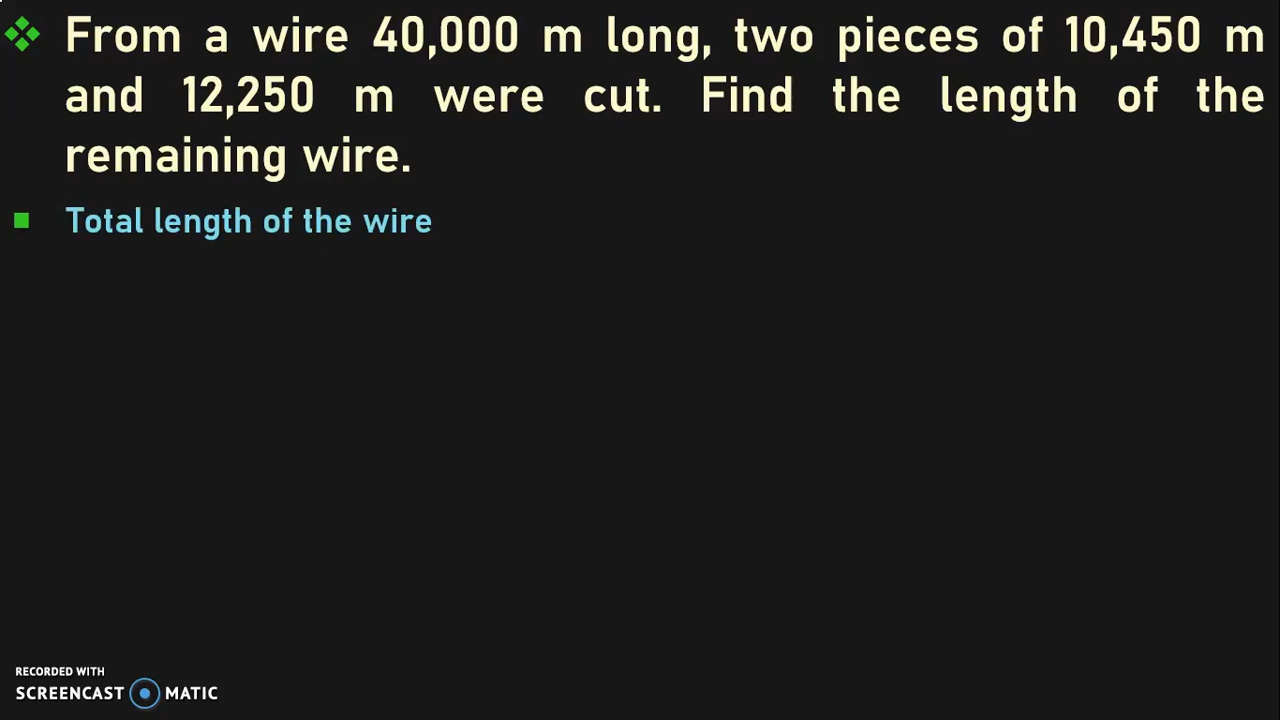 From a wire 40,000 m long, two pieces of 10,450 m
and 12,250 m were cut. Find the length of the
remaining wire.
Total length of the wire
RECORDED WITH
SCREENCAST MATIC